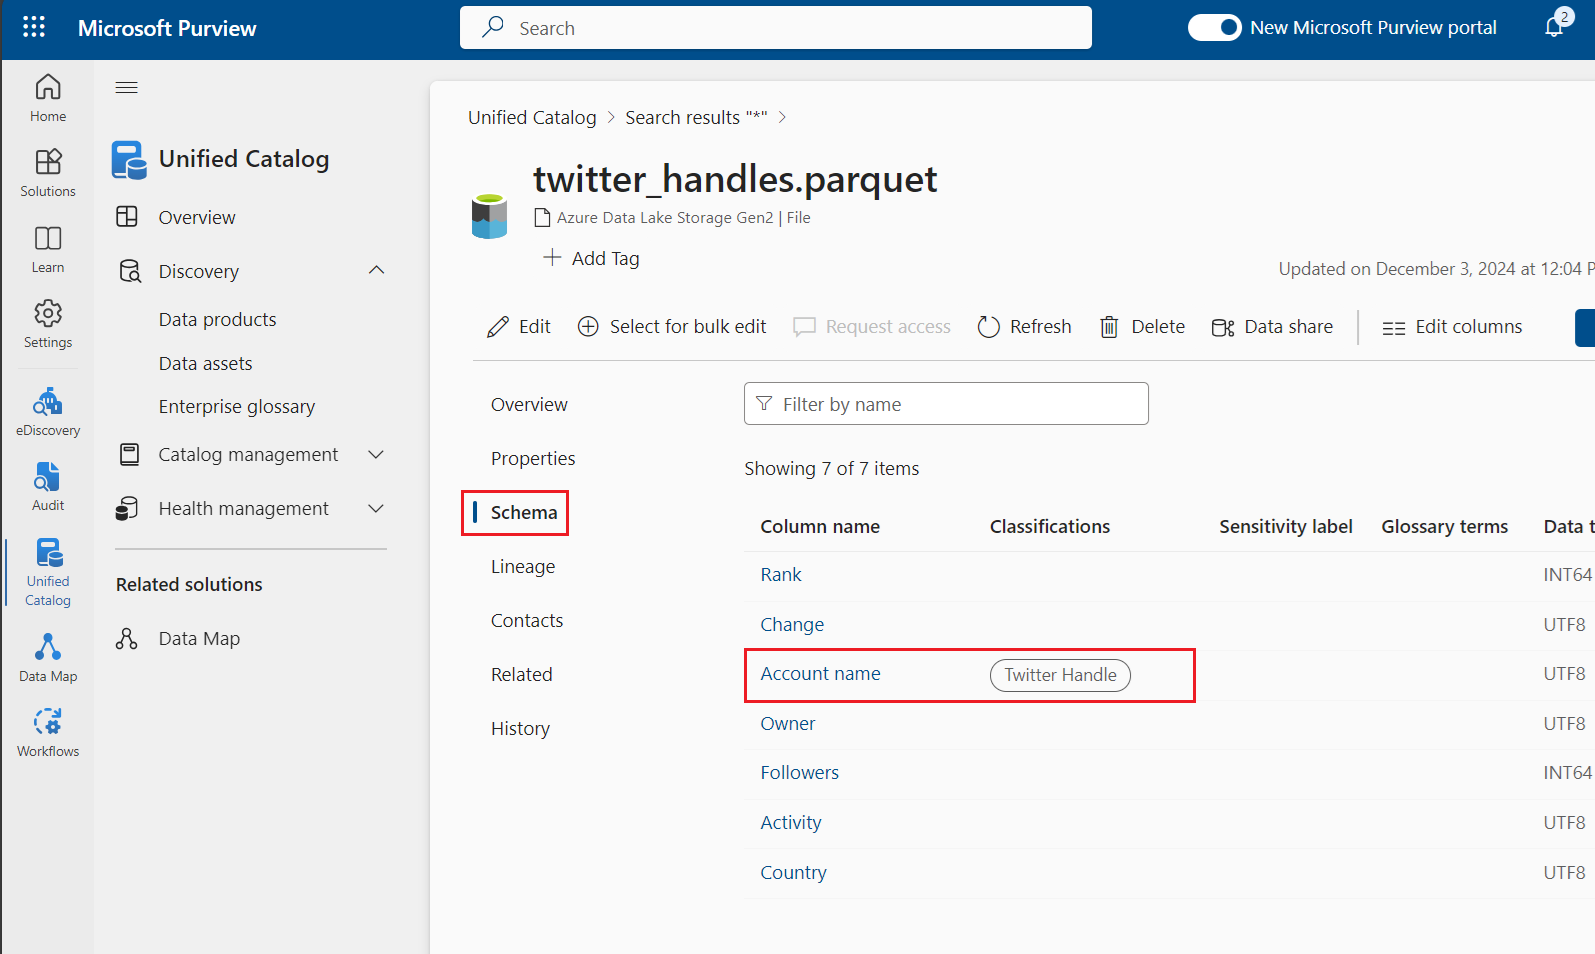 Microsoft Purview
Search
New Microsoft Purview portal
2
Home
Solutions
Learn
Settings
eDiscovery
Audit
Unified
Catalog
Data Map
Workflows
Unified Catalog
Overview
Discovery
Data products
Data assets
Enterprise glossary
Catalog management
Health management
Related solutions
Data Map
Unified Catalog > Search results "*" >
twitter_handles.parquet
Azure Data Lake Storage Gen2 | File
Add Tag
Updated on December 3, 2024 at 12:04 P
Edit Select for bulk edit Request access Refresh Delete Data share Edit columns
Overview
Properties
Schema
Lineage
Contacts
Related
History
Filter by name
Showing 7 of 7 items
Column name Classifications Sensitivity label Glossary terms Data t
Rank INT64
Change UTF8
Account name Twitter Handle UTF8
Owner UTF8
Followers INT64
Activity UTF8
Country UTF8